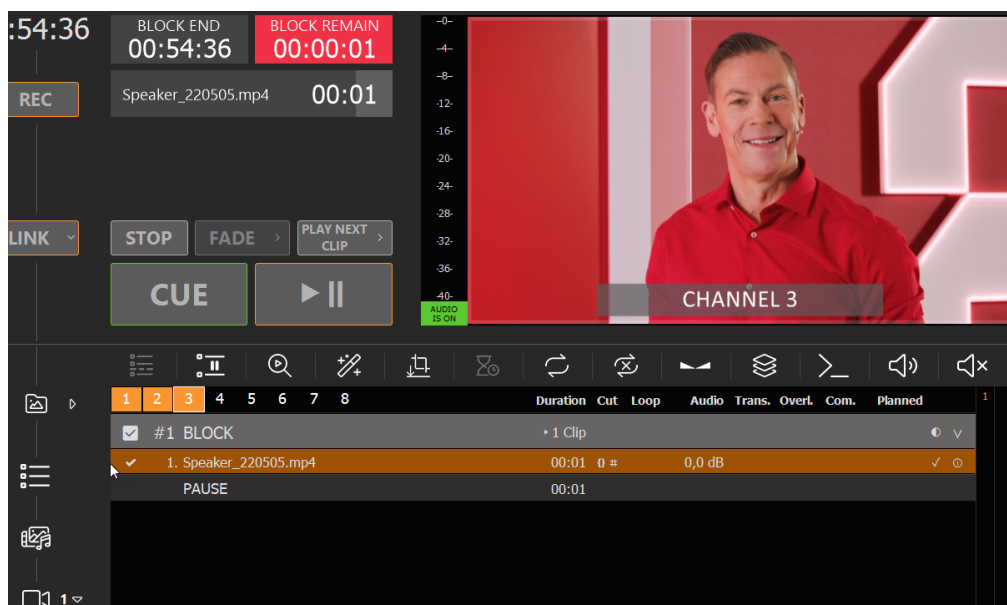 :54:36
BLOCK END
00:54:36
BLOCK REMAIN
00:00:01
REC
Speaker_220505.mp4 00:01
LINK
STOP
FADE
PLAY NEXT
CLIP
CUE
-0-
-4-
-8-
-12-
-16-
-20-
-24-
-28-
-32-
-36-
-40-
AUDIO
IS ON
CHANNEL 3
1 2 3 4 5 6 7 8 Duration Cut Loop Audio Trans. Overl. Com. Planned 1
#1 BLOCK 1 Clip
1. Speaker_220505.mp4 00:01 0,0 dB
PAUSE 00:01
1